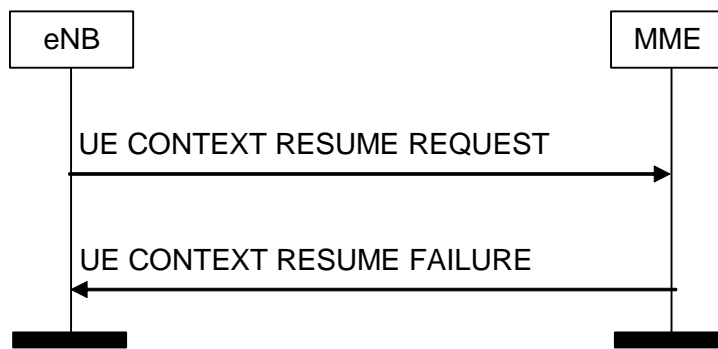 eNB
MME
UE CONTEXT RESUME REQUEST
UE CONTEXT RESUME FAILURE